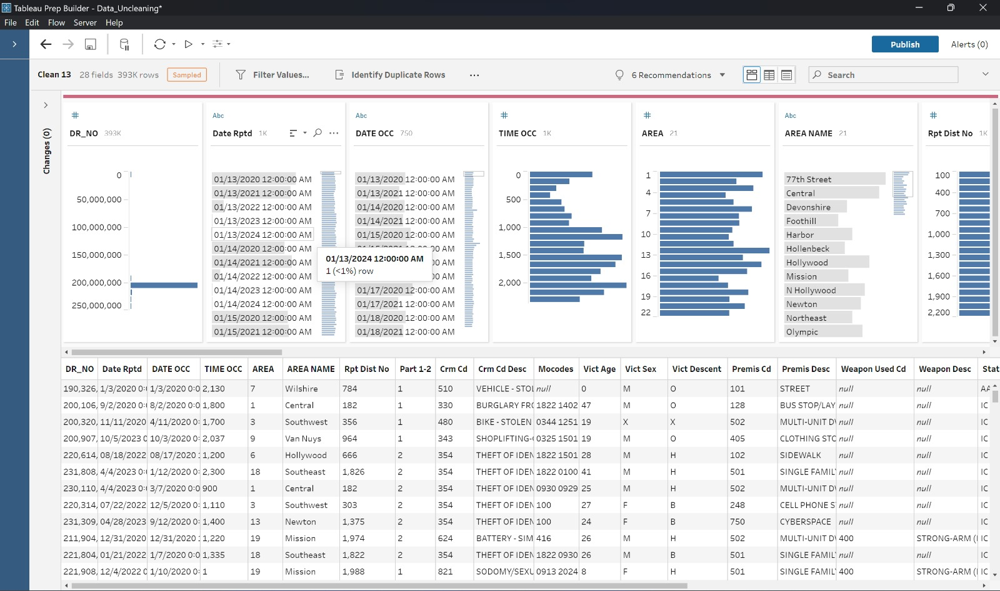 Tableau Prep Builder - Data_Uncleaning*
File Edit Flow Server Help
Publish Alerts (0)
Clean 13 28 fields 393K rows Sampled Filter Values... Identify Duplicate Rows ... 6 Recommendations Search
Changes (0)
# Abc Abc # # Abc #
DR_NO 393K Date Rptd 1K DATE OCC 750 TIME OCC 1K AREA 21 AREA NAME 21 Rpt Dist No 1K
0
50,000,000
100,000,000
150,000,000
200,000,000
250,000,000
01/13/2020 12:00:00 AM
01/13/2021 12:00:00 AM
01/13/2022 12:00:00 AM
01/13/2023 12:00:00 AM
01/13/2024 12:00:00 AM
01/14/2020 12:00:00 AM
01/14/2021 12:00:00 AM
01/14/2022 12:00:00 AM
01/14/2023 12:00:00 AM
01/14/2024 12:00:00 AM
01/15/2020 12:00:00 AM
01/15/2021 12:00:00 AM
01/13/2024 12:00:00 AM
1 (<1%) row
01/13/2020 12:00:00 AM
01/13/2021 12:00:00 AM
01/14/2020 12:00:00 AM
01/14/2021 12:00:00 AM
01/15/2020 12:00:00 AM
00 AM
00 AM
01/17/2020 12:00:00 AM
01/17/2021 12:00:00 AM
01/18/2020 12:00:00 AM
01/18/2021 12:00:00 AM
0
500
1,000
1,500
2,000
1
4
7
10
13
16
19
22
77th Street
Central
Devonshire
Foothill
Harbor
Hollenbeck
Hollywood
Mission
N Hollywood
Newton
Northeast
Olympic
100
400
700
1,000
1,300
1,600
1,900
2,200
DR_NO Date Rptd DATE OCC TIME OCC AREA AREA NAME Rpt Dist No Part 1-2 Crm Cd Crm Cd Desc Mocodes Vict Age Vict Sex Vict Descent Premis Cd Premis Desc Weapon Used Cd Weapon Desc Stat
190,326, 1/3/2020 0: 1/3/2020 0:0 2,130 7 Wilshire 784 1 510 VEHICLE - STOL null 0 M O 101 STREET null null AA
200,106, 9/2/2020 0: 8/2/2020 0:0 1,800 1 Central 182 1 330 BURGLARY FRO 1822 1402 47 M O 128 BUS STOP/LAY null null IC
200,320, 11/11/2020 4/11/2020 0: 1,700 3 Southwest 356 1 480 BIKE - STOLEN 0344 1251 19 X X 502 MULTI-UNIT DW null null IC
200,907, 10/5/2023 0 10/3/2020 0: 2,037 9 Van Nuys 964 1 343 SHOPLIFTING- 0325 1501 19 M O 405 CLOTHING STO null null IC
220,614, 08/18/2022 08/17/2020 1,200 6 Hollywood 666 2 354 THEFT OF IDEN 1822 1501 28 M H 102 SIDEWALK null null IC
231,808, 4/4/2023 0: 1/12/2020 0: 2,300 18 Southeast 1,826 2 354 THEFT OF IDEN 1822 0100 41 M H 501 SINGLE FAMIL null null IC
230,110, 4/4/2023 0: 3/7/2020 0:0 900 1 Central 182 2 354 THEFT OF IDEN 0930 0929 25 M H 502 MULTI-UNIT DW null null IC
220,314, 07/22/2022 12/5/2020 0: 1,110 3 Southwest 303 2 354 THEFT OF IDEN 100 27 F B 248 CELL PHONE S null null IC
231,309, 04/28/2023 9/12/2020 0: 1,400 13 Newton 1,375 2 354 THEFT OF IDEN 100 24 F B 750 CYBERSPACE null null IC
211,904, 12/31/2020 12/31/2020 1,220 19 Mission 1,974 2 624 BATTERY - SIM 416 26 M H 502 MULTI-UNIT DW 400 STRONG-ARM ( IC
221,804, 01/21/2022 1/7/2020 0:0 1,335 18 Southeast 1,822 2 354 THEFT OF IDEN 1822 0930 26 M B 501 SINGLE FAMIL null null IC
221,908, 12/4/2022 0 1/10/2020 0: 1 19 Mission 1,988 1 821 SODOMY/SEXU 0913 2024 8 F H 501 SINGLE FAMIL 400 STRONG-ARM ( IC